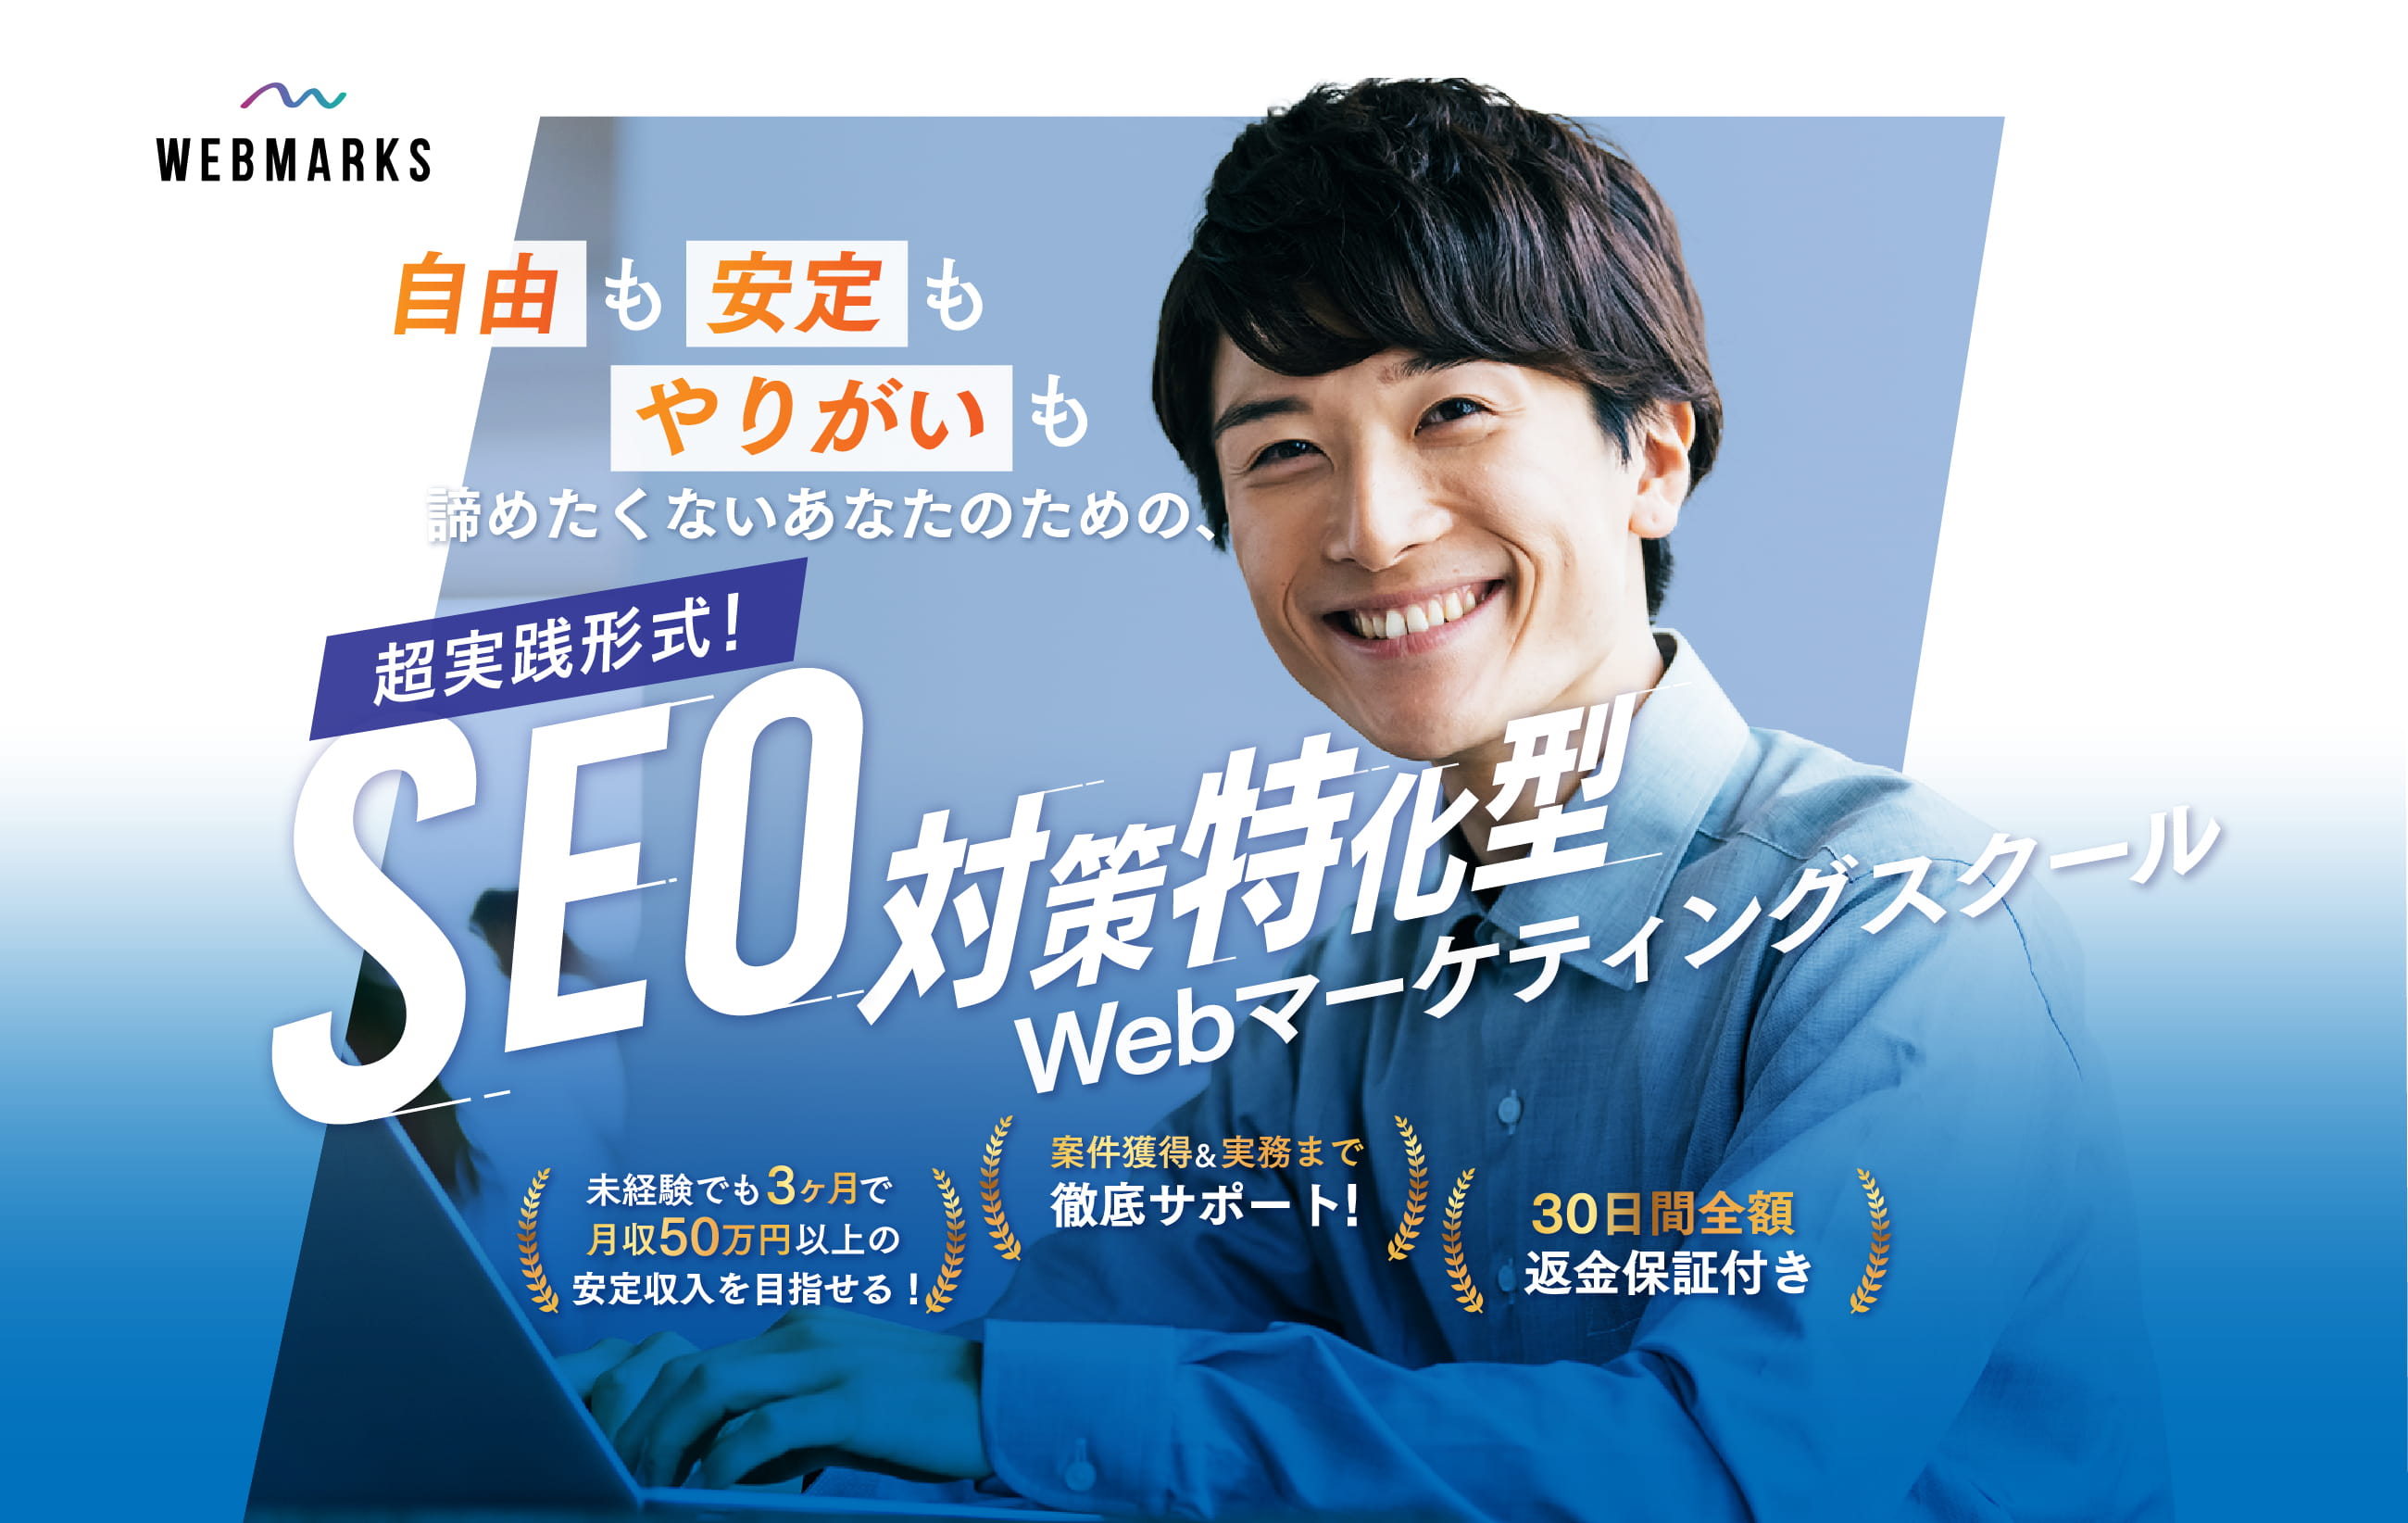 WEBMARKS
自由も安定も
やりがいも
諦めたくないあなたのための、
超実践形式！
SEO対策特化型
Webマーケティングスクール
未経験でも3ヶ月で
月収50万円以上の
安定収入を目指せる！
案件獲得&実務まで
徹底サポート！
30日間全額
返金保証付き